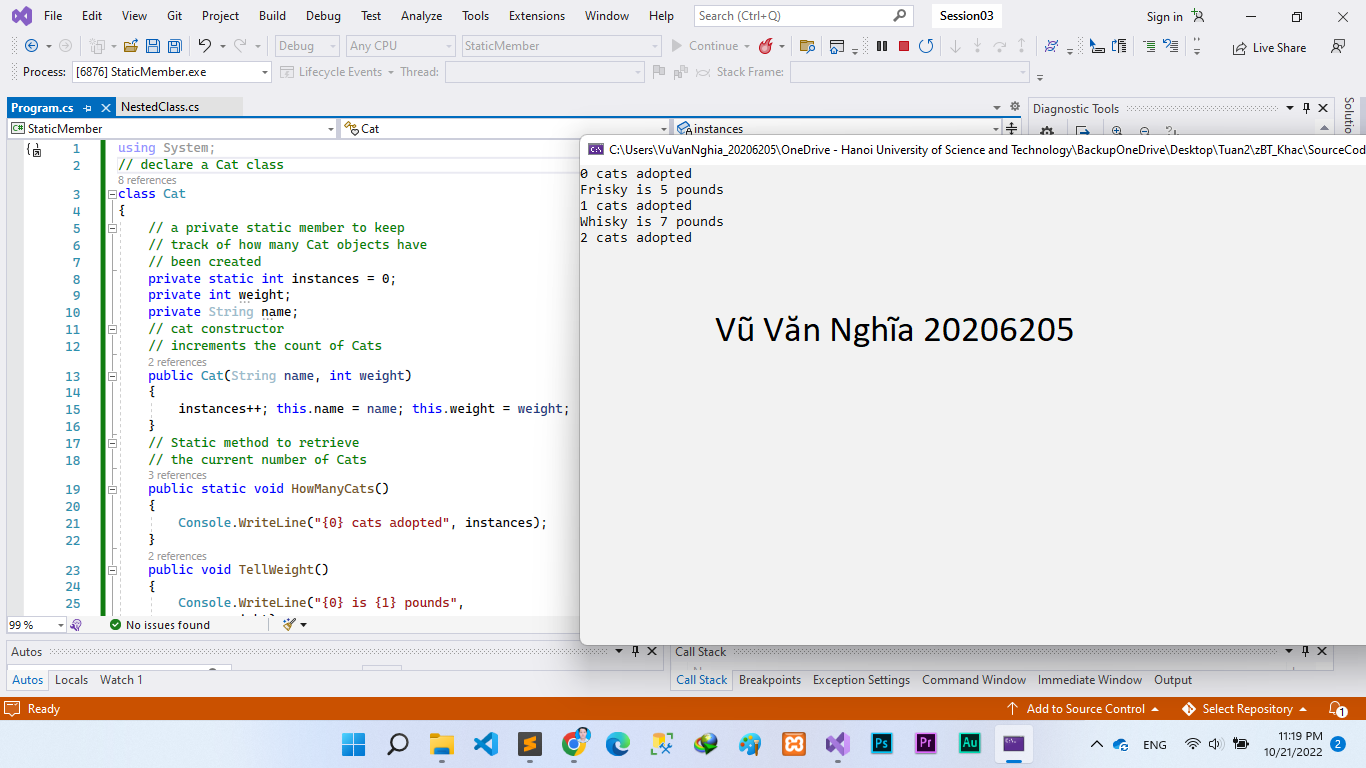 File Edit View Git Project Build Debug Test Analyze Tools Extensions Window Help Search (Ctrl+Q) Session03 Sign in
Debug Any CPU StaticMember Continue Live Share
Process: [6876] StaticMember.exe Lifecycle Events Thread: Stack Frame:
Program.cs NestedClass.cs
StaticMember Cat instances
1 using System;
2 // declare a Cat class
8 references
3 class Cat
4 {
5 // a private static member to keep
6 // track of how many Cat objects have
7 // been created
8 private static int instances = 0;
9 private int weight;
10 private String name;
11 // cat constructor
12 // increments the count of Cats
2 references
13 public Cat(String name, int weight)
14 {
15 instances++; this.name = name; this.weight = weight;
16 }
17 // Static method to retrieve
18 // the current number of Cats
3 references
19 public static void HowManyCats()
20 {
21 Console.WriteLine("{0} cats adopted", instances);
22 }
2 references
23 public void TellWeight()
24 {
25 Console.WriteLine("{0} is {1} pounds",
99 % No issues found
Diagnostic Tools
Solutio
C:\Users\VuVanNghia_20206205\OneDrive - Hanoi University of Science and Technology\BackupOneDrive\Desktop\Tuan2\zBT_Khac\SourceCod
0 cats adopted
Frisky is 5 pounds
1 cats adopted
Whisky is 7 pounds
2 cats adopted
Vũ Văn Nghĩa 20206205
Autos
Autos Locals Watch 1
Call Stack
Call Stack Breakpoints Exception Settings Command Window Immediate Window Output
Ready Add to Source Control Select Repository 1
Ps Pr Au ENG 11:19 PM
10/21/2022 2